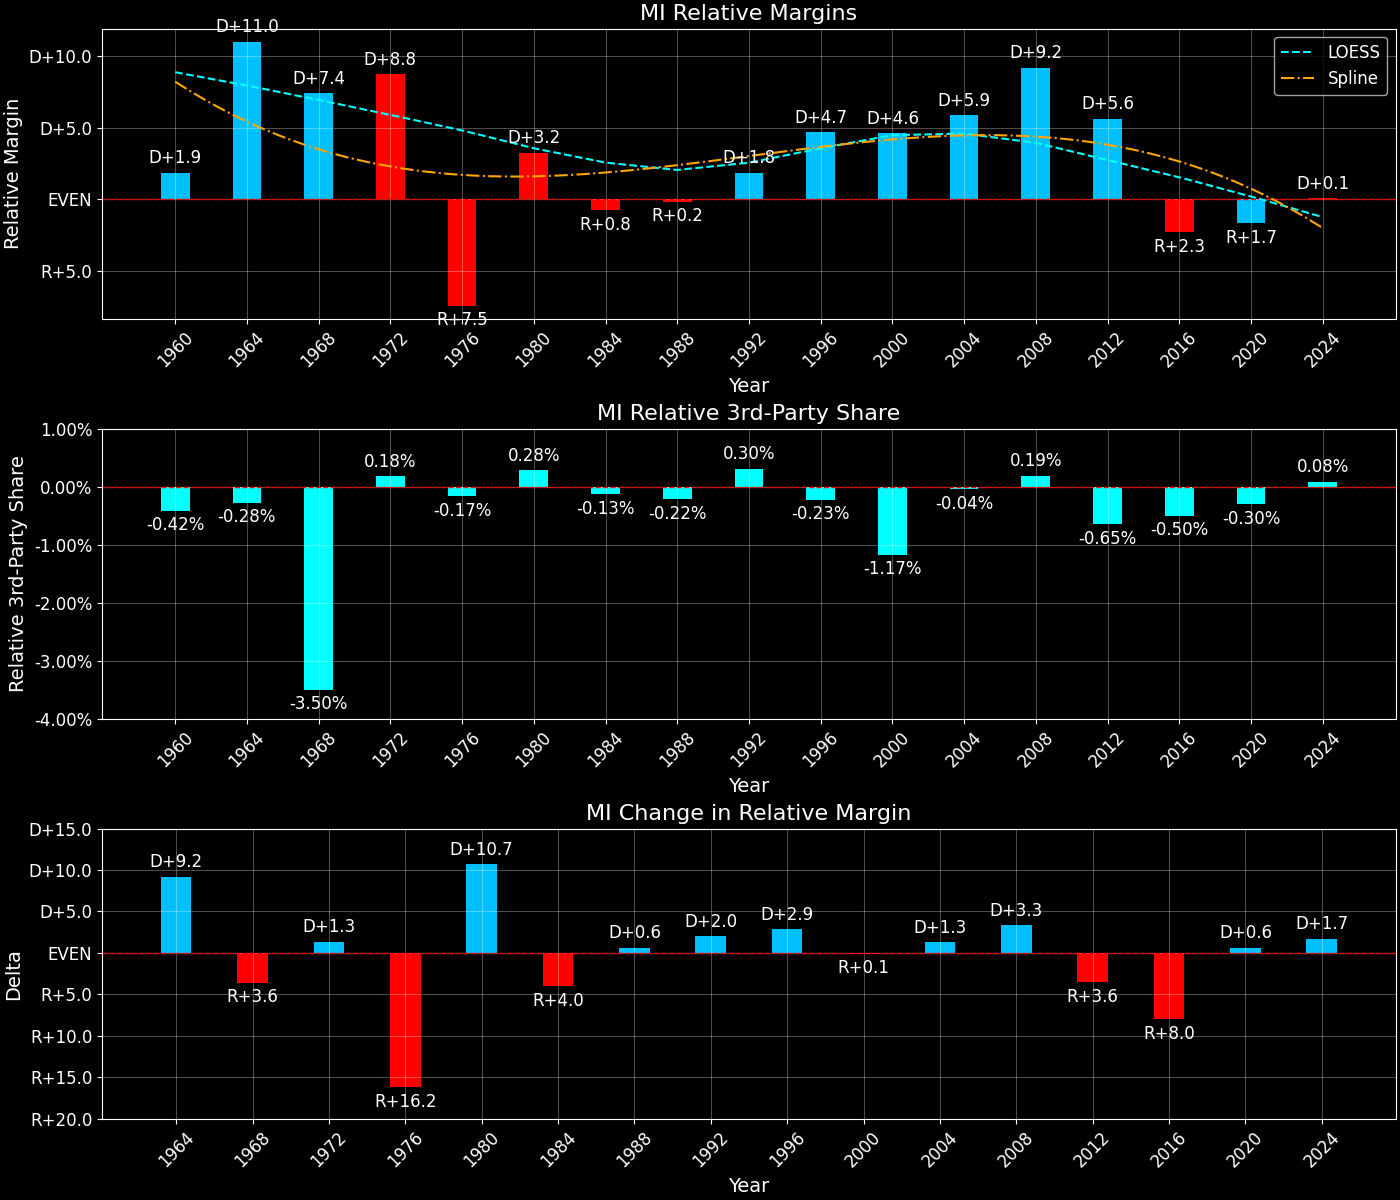 MI Relative Margins
Relative Margin
D+10.0
D+5.0
EVEN
R+5.0
D+1.9
D+11.0
D+7.4
D+8.8
R+7.5
D+3.2
R+0.8
R+0.2
D+1.8
D+4.7
D+4.6
D+5.9
D+9.2
D+5.6
R+2.3
R+1.7
D+0.1
LOESS
Spline
1960
1964
1968
1972
1976
1980
1984
1988
1992
1996
2000
2004
2008
2012
2016
2020
2024
Year
MI Relative 3rd-Party Share
Relative 3rd-Party Share
1.00%
0.00%
-1.00%
-2.00%
-3.00%
-4.00%
-0.42%
-0.28%
-3.50%
0.18%
-0.17%
0.28%
-0.13%
-0.22%
0.30%
-0.23%
-1.17%
-0.04%
0.19%
-0.65%
-0.50%
-0.30%
0.08%
1960
1964
1968
1972
1976
1980
1984
1988
1992
1996
2000
2004
2008
2012
2016
2020
2024
Year
MI Change in Relative Margin
Delta
D+15.0
D+10.0
D+5.0
EVEN
R+5.0
R+10.0
R+15.0
R+20.0
D+9.2
R+3.6
D+1.3
R+16.2
D+10.7
R+4.0
D+0.6
D+2.0
D+2.9
R+0.1
D+1.3
D+3.3
R+3.6
R+8.0
D+0.6
D+1.7
1964
1968
1972
1976
1980
1984
1988
1992
1996
2000
2004
2008
2012
2016
2020
2024
Year